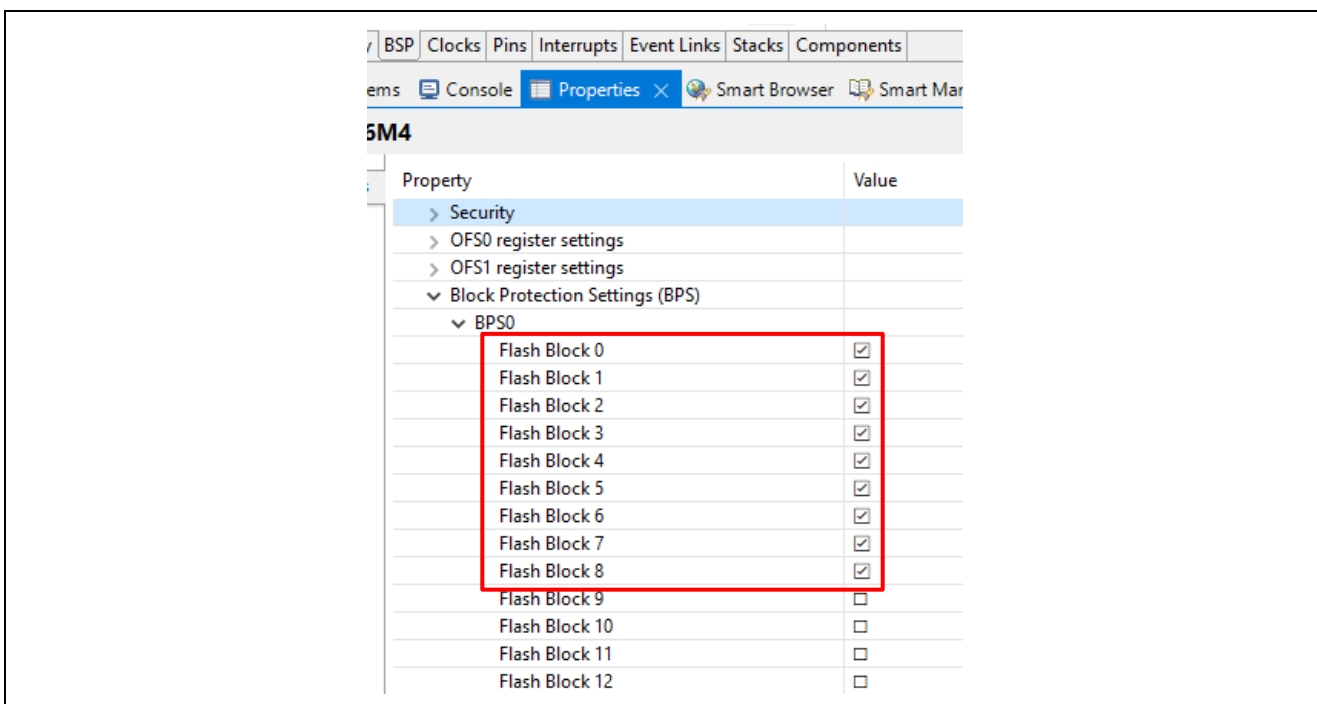 BSP Clocks Pins Interrupts Event Links Stacks Components
ems Console Properties Smart Browser Smart Mar
6M4
Property Value
Security
OFS0 register settings
OFS1 register settings
Block Protection Settings (BPS)
BPS0
Flash Block 0
Flash Block 1
Flash Block 2
Flash Block 3
Flash Block 4
Flash Block 5
Flash Block 6
Flash Block 7
Flash Block 8
Flash Block 9
Flash Block 10
Flash Block 11
Flash Block 12